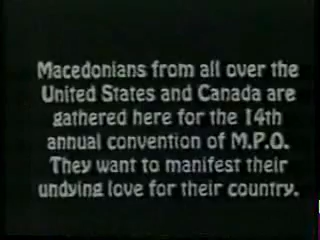 Macedonians from all over the
United States and Canada are
gathered here for the 14th
annual convention of M.P.O.
They want to manifest their
undying love for their country.